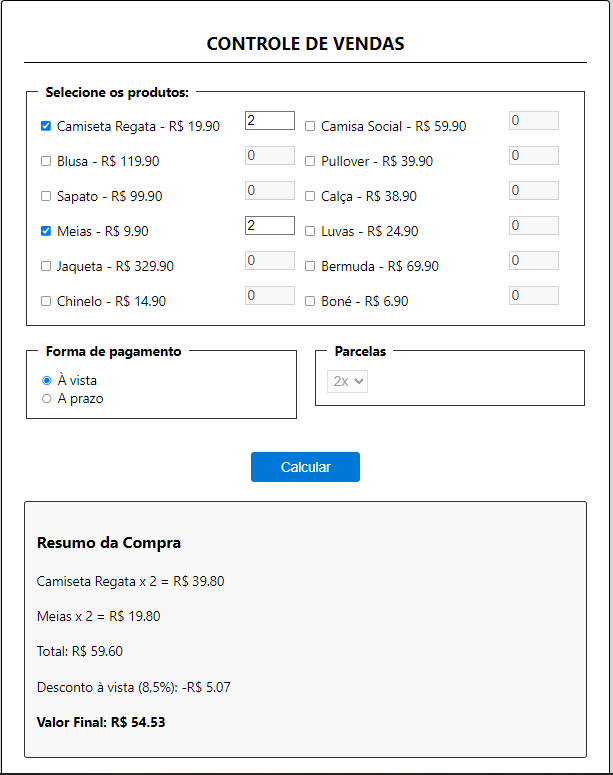 CONTROLE DE VENDAS
Selecione os produtos:
Camiseta Regata - R$ 19.90 2 Camisa Social - R$ 59.90 0
Blusa - R$ 119.90 0 Pullover - R$ 39.90 0
Sapato - R$ 99.90 0 Calça - R$ 38.90 0
Meias - R$ 9.90 2 Luvas - R$ 24.90 0
Jaqueta - R$ 329.90 0 Bermuda - R$ 69.90 0
Chinelo - R$ 14.90 0 Boné - R$ 6.90 0
Forma de pagamento
À vista
A prazo
Parcelas
2x
Calcular
Resumo da Compra
Camiseta Regata x 2 = R$ 39.80
Meias x 2 = R$ 19.80
Total: R$ 59.60
Desconto à vista (8,5%): -R$ 5.07
Valor Final: R$ 54.53